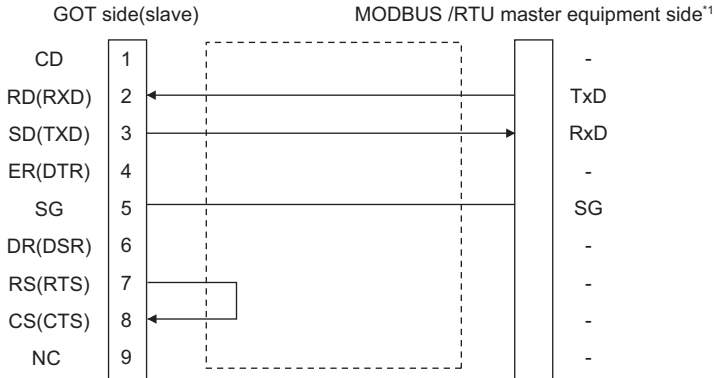 GOT side(slave) MODBUS /RTU master equipment side*1
CD 1 -
RD(RXD) 2 TxD
SD(TXD) 3 RxD
ER(DTR) 4 -
SG 5 SG
DR(DSR) 6 -
RS(RTS) 7 -
CS(CTS) 8 -
NC 9 -